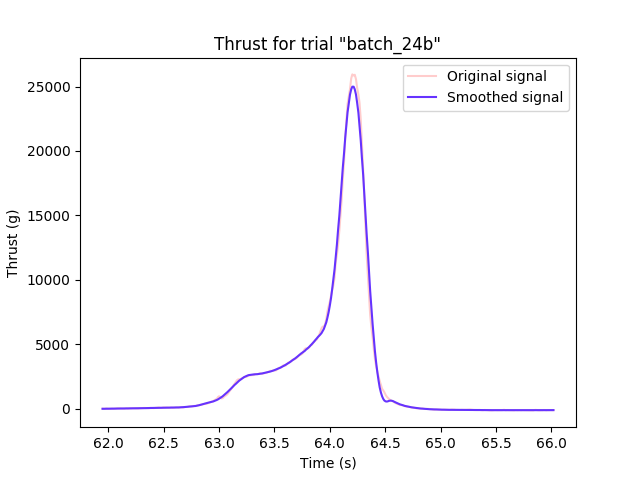 Thrust for trial "batch_24b"
Original signal
Smoothed signal
25000
20000
15000
10000
5000
0
Thrust (g)
62.0 62.5 63.0 63.5 64.0 64.5 65.0 65.5 66.0
Time (s)